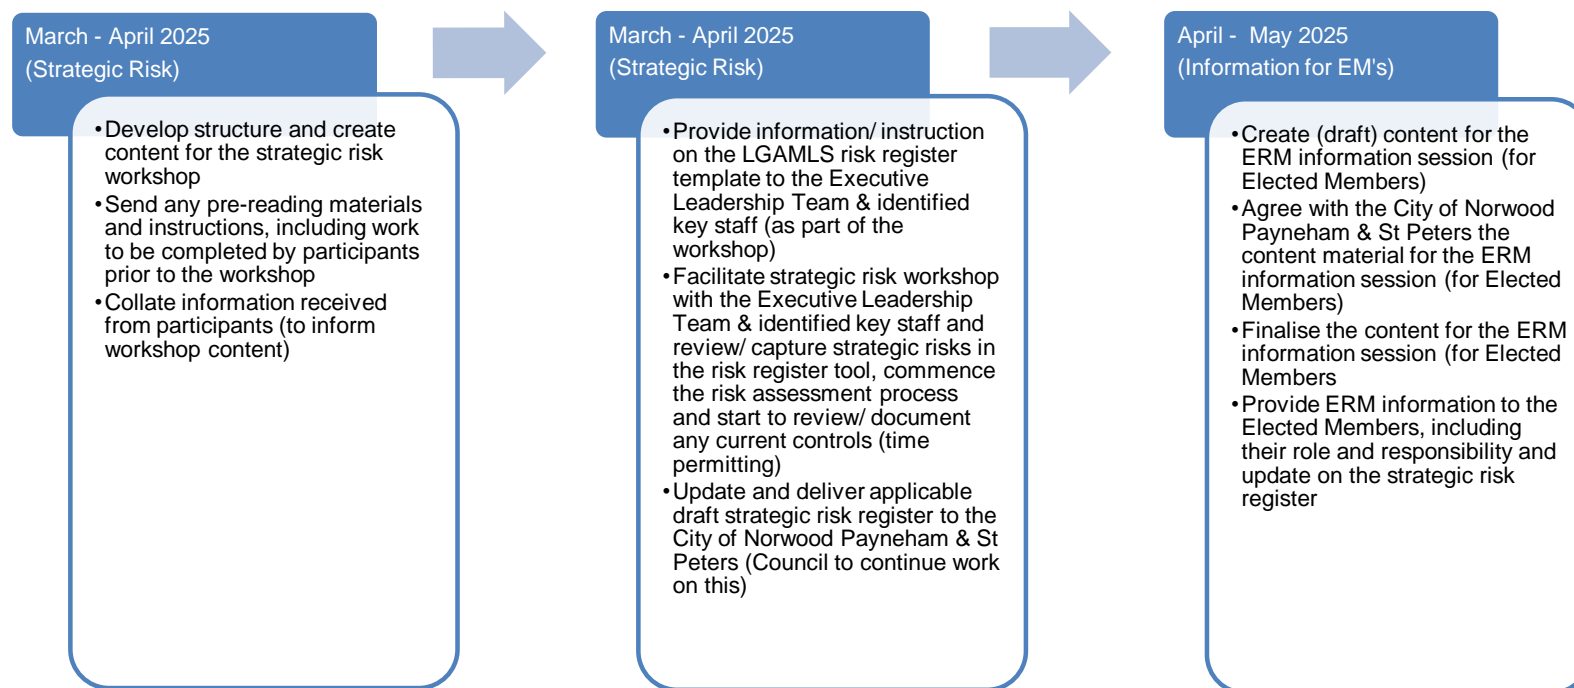 March - April 2025
(Strategic Risk)
•Develop structure and create
content for the strategic risk
workshop
•Send any pre-reading materials
and instructions, including work
to be completed by participants
prior to the workshop
•Collate information received
from participants (to inform
workshop content)
March - April 2025
(Strategic Risk)
•Provide information/ instruction
on the LGAMLS risk register
template to the Executive
Leadership Team & identified
key staff (as part of the
workshop)
•Facilitate strategic risk workshop
with the Executive Leadership
Team & identified key staff and
review/ capture strategic risks in
the risk register tool, commence
the risk assessment process
and start to review/ document
any current controls (time
permitting)
•Update and deliver applicable
draft strategic risk register to the
City of Norwood Payneham & St
Peters (Council to continue work
on this)
April -  May 2025
(Information for EM's)
•Create (draft) content for the
ERM information session (for
Elected Members)
•Agree with the City of Norwood
Payneham & St Peters the
content material for the ERM
information session (for Elected
Members)
•Finalise the content for the ERM
information session (for Elected
Members
•Provide ERM information to the
Elected Members, including
their role and responsibility and
update on the strategic risk
register